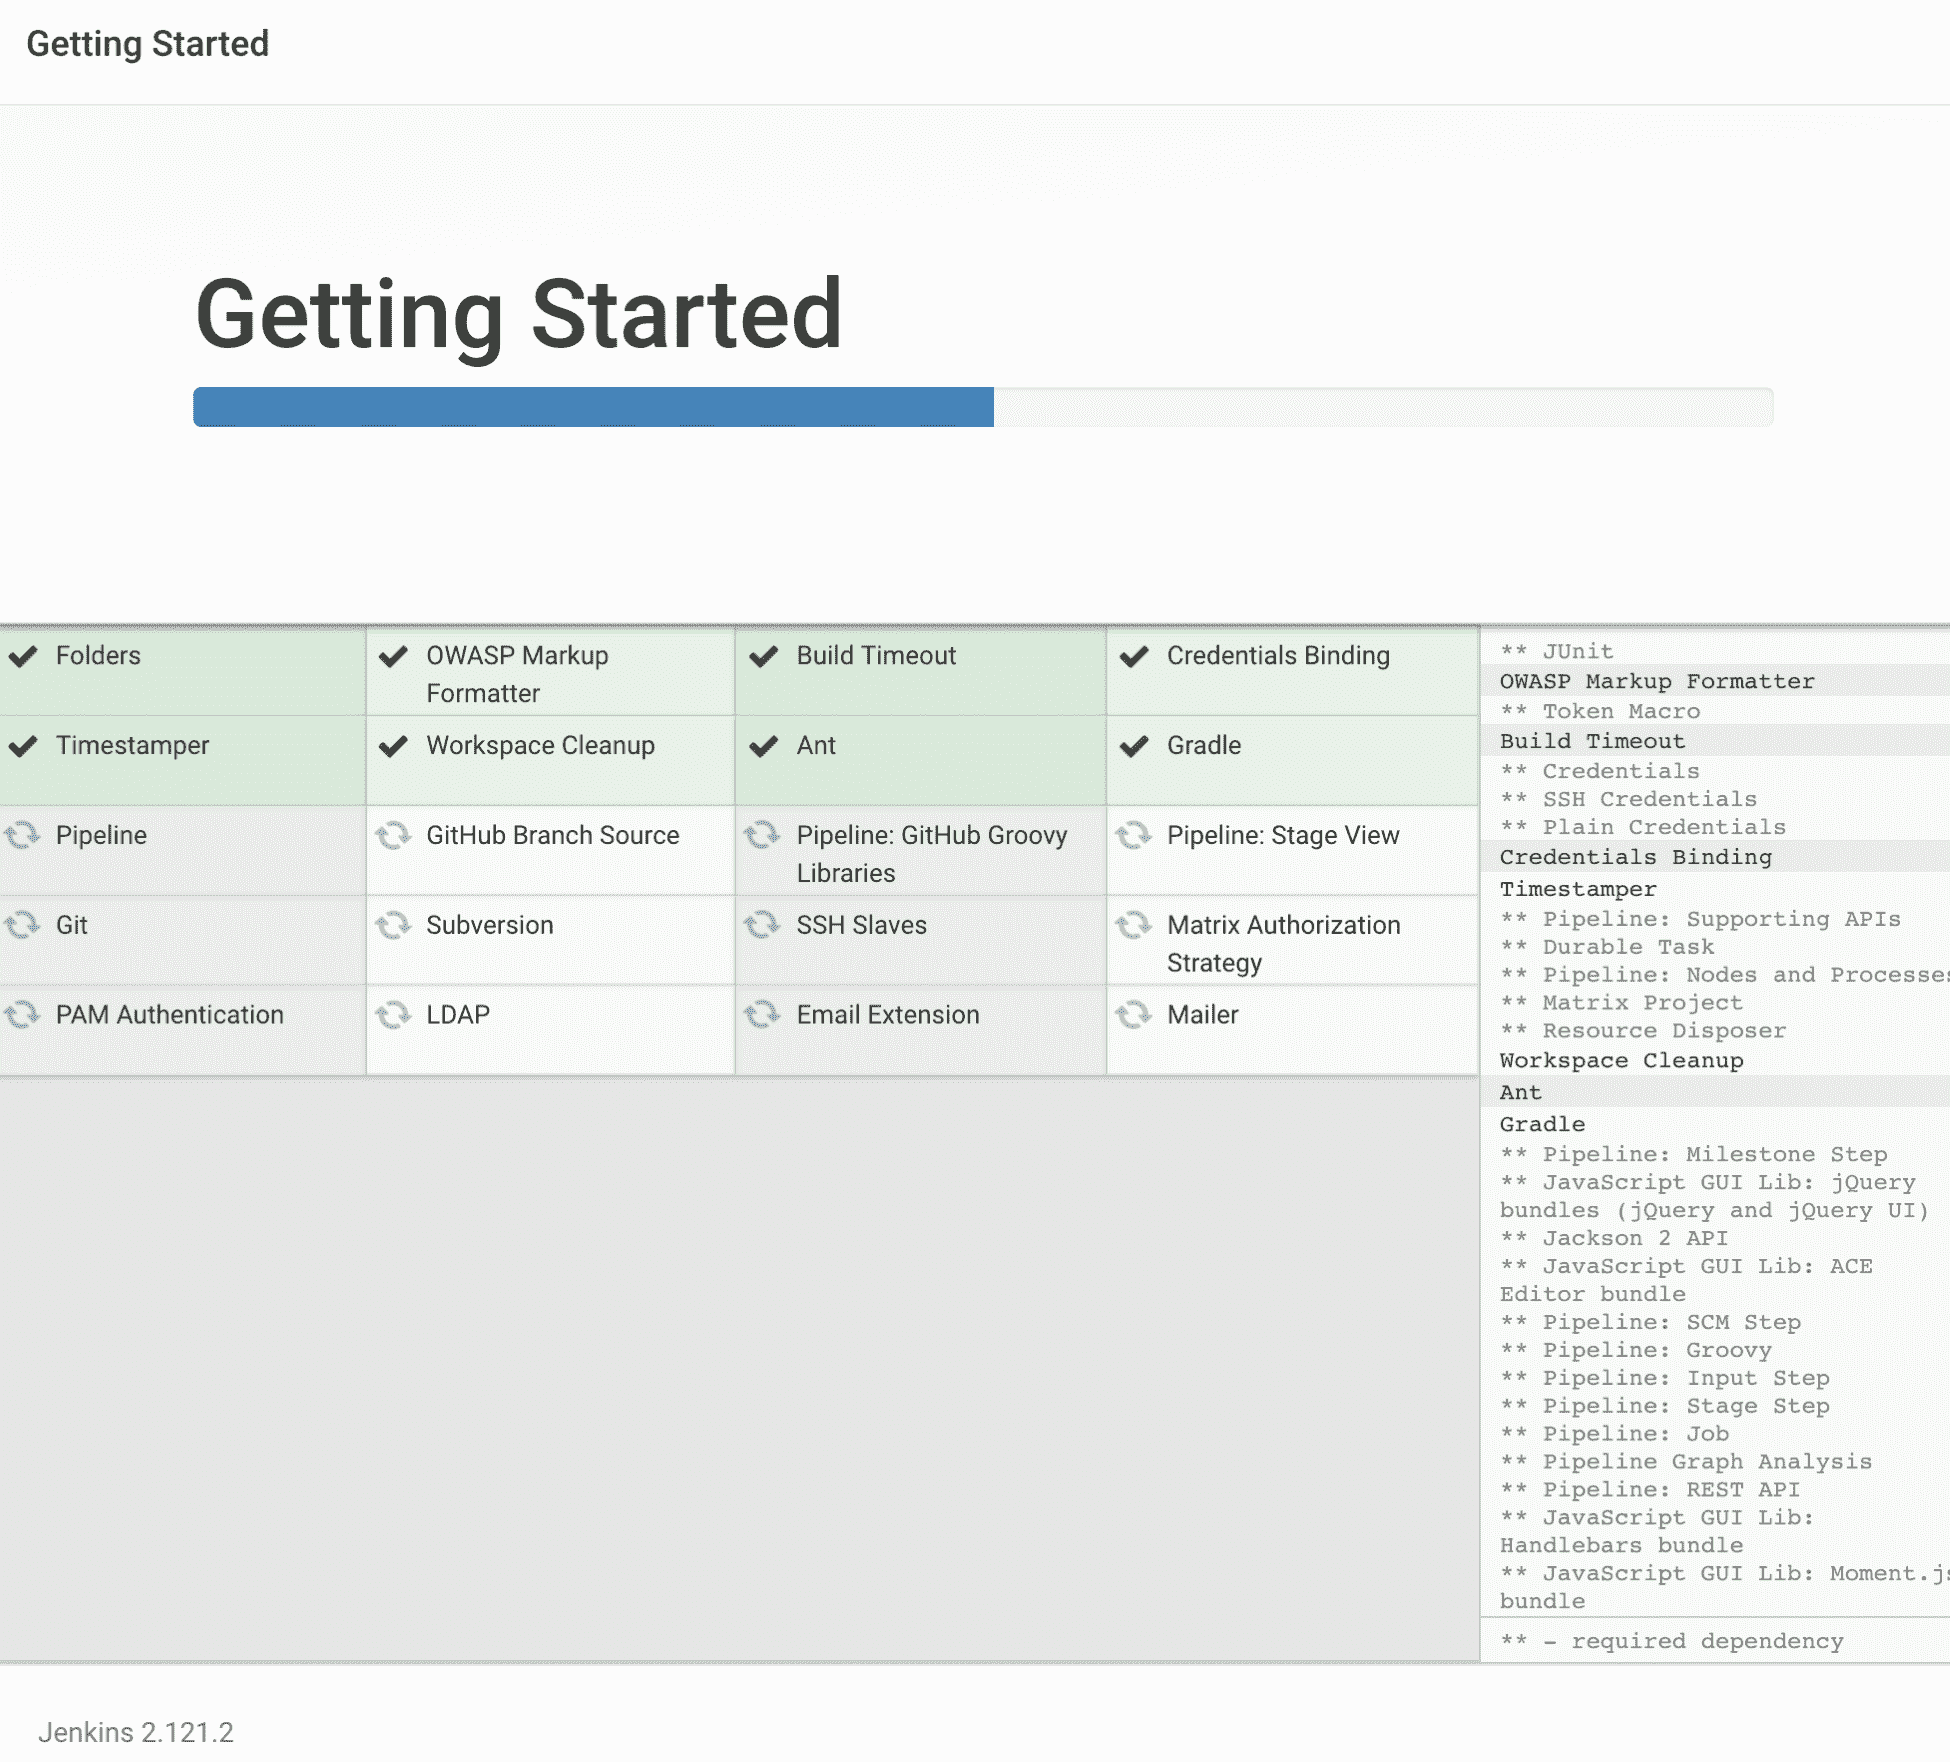 Getting Started
Getting Started
Folders
OWASP Markup
Formatter
Build Timeout
Credentials Binding
Timestamper
Workspace Cleanup
Ant
Gradle
Pipeline
GitHub Branch Source
Pipeline: GitHub Groovy
Libraries
Pipeline: Stage View
Git
Subversion
SSH Slaves
Matrix Authorization
Strategy
PAM Authentication
LDAP
Email Extension
Mailer
** JUnit
OWASP Markup Formatter
** Token Macro
Build Timeout
** Credentials
** SSH Credentials
** Plain Credentials
Credentials Binding
Timestamper
** Pipeline: Supporting APIs
** Durable Task
** Pipeline: Nodes and Processes
** Matrix Project
** Resource Disposer
Workspace Cleanup
Ant
Gradle
** Pipeline: Milestone Step
** JavaScript GUI Lib: jQuery
bundles (jQuery and jQuery UI)
** Jackson 2 API
** JavaScript GUI Lib: ACE
Editor bundle
** Pipeline: SCM Step
** Pipeline: Groovy
** Pipeline: Input Step
** Pipeline: Stage Step
** Pipeline: Job
** Pipeline Graph Analysis
** Pipeline: REST API
** JavaScript GUI Lib:
Handlebars bundle
** JavaScript GUI Lib: Moment.js
bundle
** - required dependency
Jenkins 2.121.2